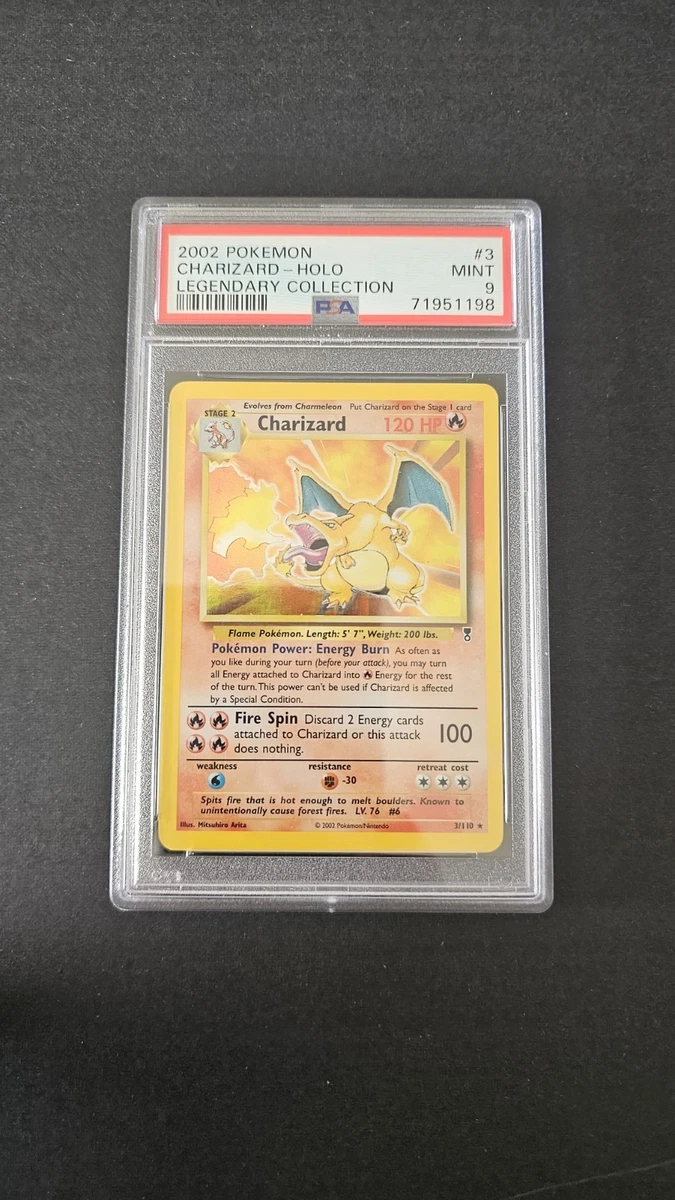 2002 POKEMON #3
CHARIZARD - HOLO MINT
LEGENDARY COLLECTION 9
PSA 71951198
Evolves from Charmeleon Put Charizard on the Stage 1 card
STAGE 2
Charizard 120 HP
Flame Pokémon. Length: 5' 7", Weight: 200 lbs.
Pokémon Power: Energy Burn As often as
you like during your turn (before your attack), you may turn
all Energy attached to Charizard into Energy for the rest
of the turn. This power can't be used if Charizard is affected
by a Special Condition.
Fire Spin Discard 2 Energy cards
attached to Charizard or this attack 100
does nothing.
weakness resistance retreat cost
-30
Spits fire that is hot enough to melt boulders. Known to
unintentionally cause forest fires. LV. 76 #6
Illus. Mitsuhiro Arita © 2002 Pokémon/Nintendo 3/110